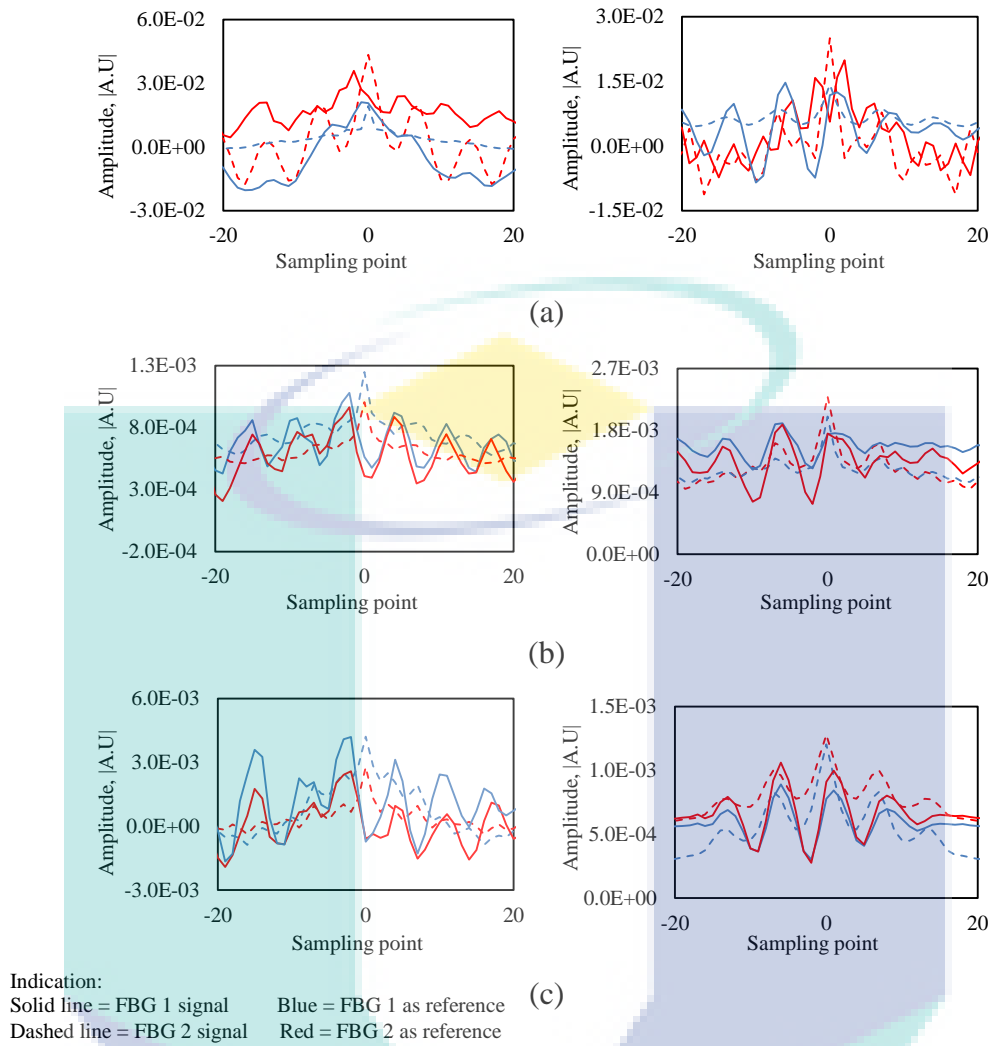 6.0E-02
3.0E-02
0.0E+00
-3.0E-02
Amplitude, |A.U|
-20 0 20
Sampling point
3.0E-02
1.5E-02
0.0E+00
-1.5E-02
Amplitude, |A.U|
-20 0 20
Sampling point
(a)
1.3E-03
8.0E-04
3.0E-04
-2.0E-04
Amplitude, |A.U|
-20 0 20
Sampling point
2.7E-03
1.8E-03
9.0E-04
0.0E+00
Amplitude, |A.U|
-20 0 20
Sampling point
(b)
6.0E-03
3.0E-03
0.0E+00
-3.0E-03
Amplitude, |A.U|
-20 0 20
Sampling point
1.5E-03
1.0E-03
5.0E-04
0.0E+00
Amplitude, |A.U|
-20 0 20
Sampling point
(c)
Indication:
Solid line = FBG 1 signal Blue = FBG 1 as reference
Dashed line = FBG 2 signal Red = FBG 2 as reference